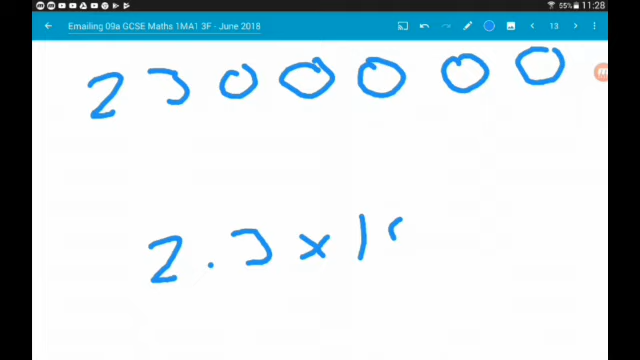 11:28
55%
Emailing 09a GCSE Maths 1MA1 3F - June 2018
13
2300000
2.3 x 1